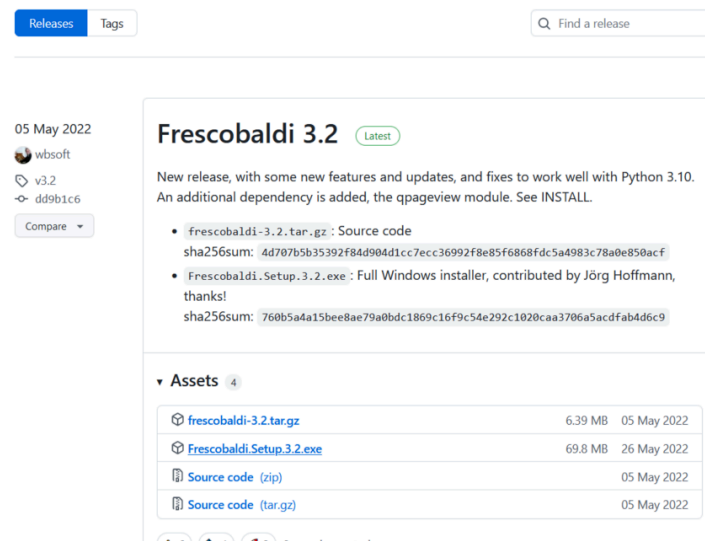 Releases Tags
Find a release
05 May 2022
wbsoft
v3.2
dd9b1c6
Compare
Frescobaldi 3.2 Latest
New release, with some new features and updates, and fixes to work well with Python 3.10.
An additional dependency is added, the qpageview module. See INSTALL.
• frescobaldi-3.2.tar.gz : Source code
sha256sum: 4d707b5b35392f84d904d1cc7ecc36992f8e85f6868fdc5a4983c78a0e850acf
• Frescobaldi.Setup.3.2.exe : Full Windows installer, contributed by Jörg Hoffmann,
thanks!
sha256sum: 760b5a4a15bee8ae79a0bdc1869c16f9c54e292c1020caa3706a5acdfab4d6c9
Assets 4
frescobaldi-3.2.tar.gz 6.39 MB 05 May 2022
Frescobaldi.Setup.3.2.exe 69.8 MB 26 May 2022
Source code (zip) 05 May 2022
Source code (tar.gz) 05 May 2022